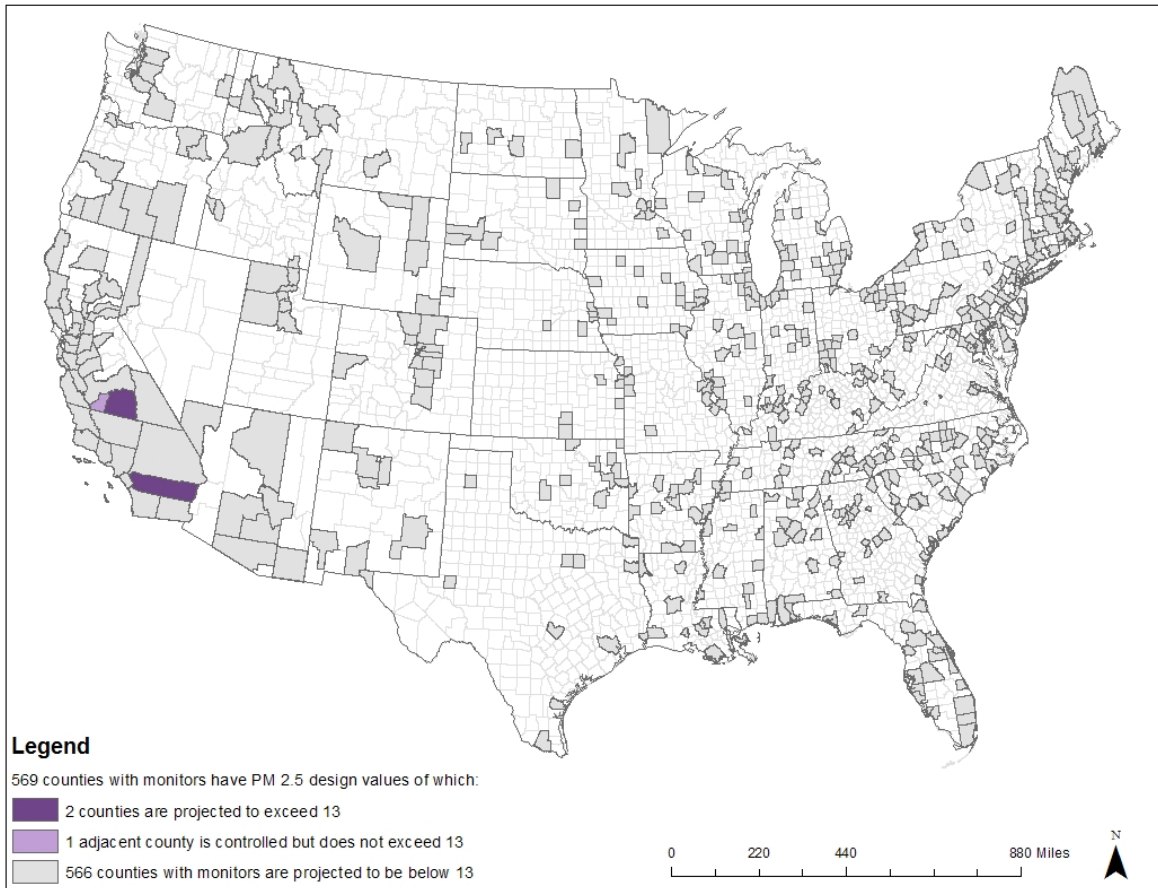 Legend
569 counties with monitors have PM 2.5 design values of which:
2 counties are projected to exceed 13
1 adjacent county is controlled but does not exceed 13
566 counties with monitors are projected to be below 13
0 220 440 880 Miles
N